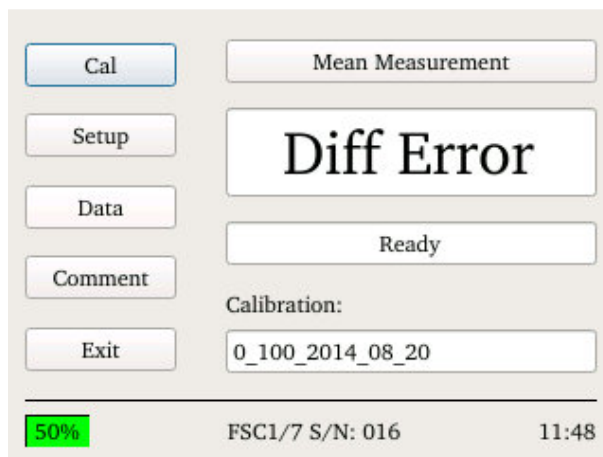 Cal
Setup
Data
Comment
Exit
Mean Measurement
Diff Error
Ready
Calibration:
0_100_2014_08_20
50%
FSC1/7 S/N: 016
11:48